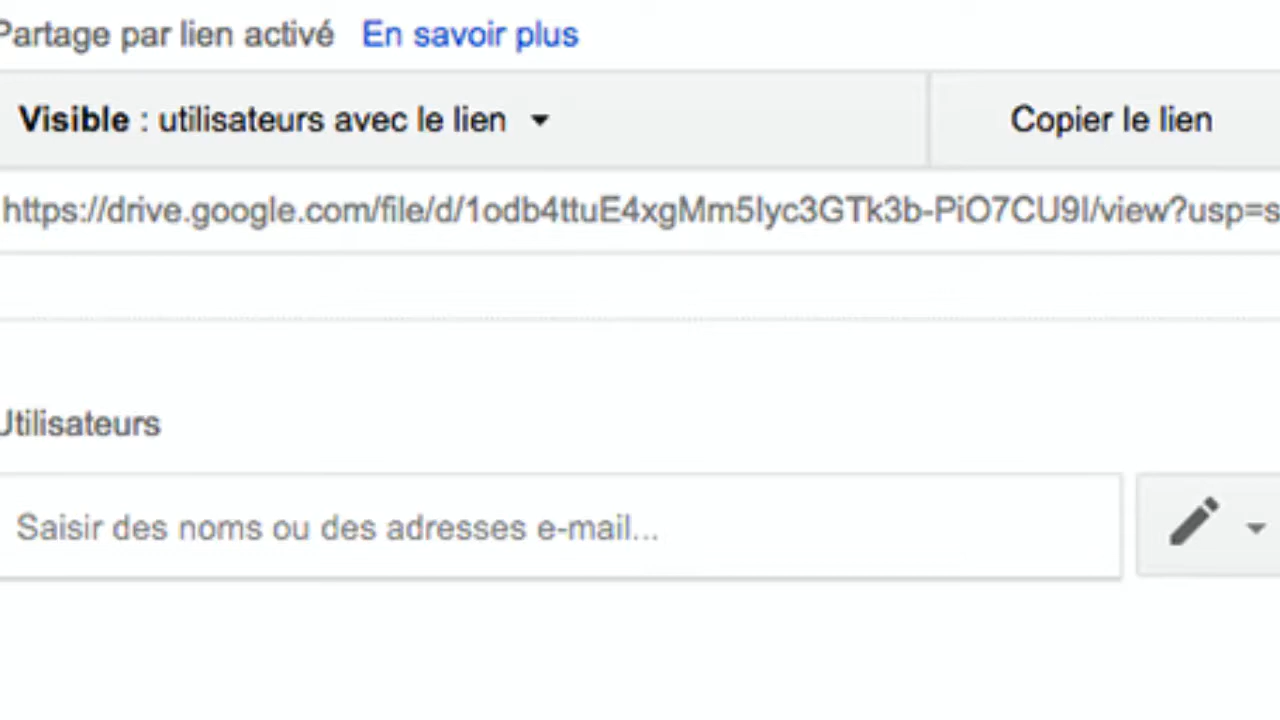 Partage par lien activé En savoir plus
Visible : utilisateurs avec le lien Copier le lien
https://drive.google.com/file/d/1odb4ttuE4xgMm5lyc3GTk3b-PiO7CU9l/view?usp=s
Utilisateurs
Saisir des noms ou des adresses e-mail...